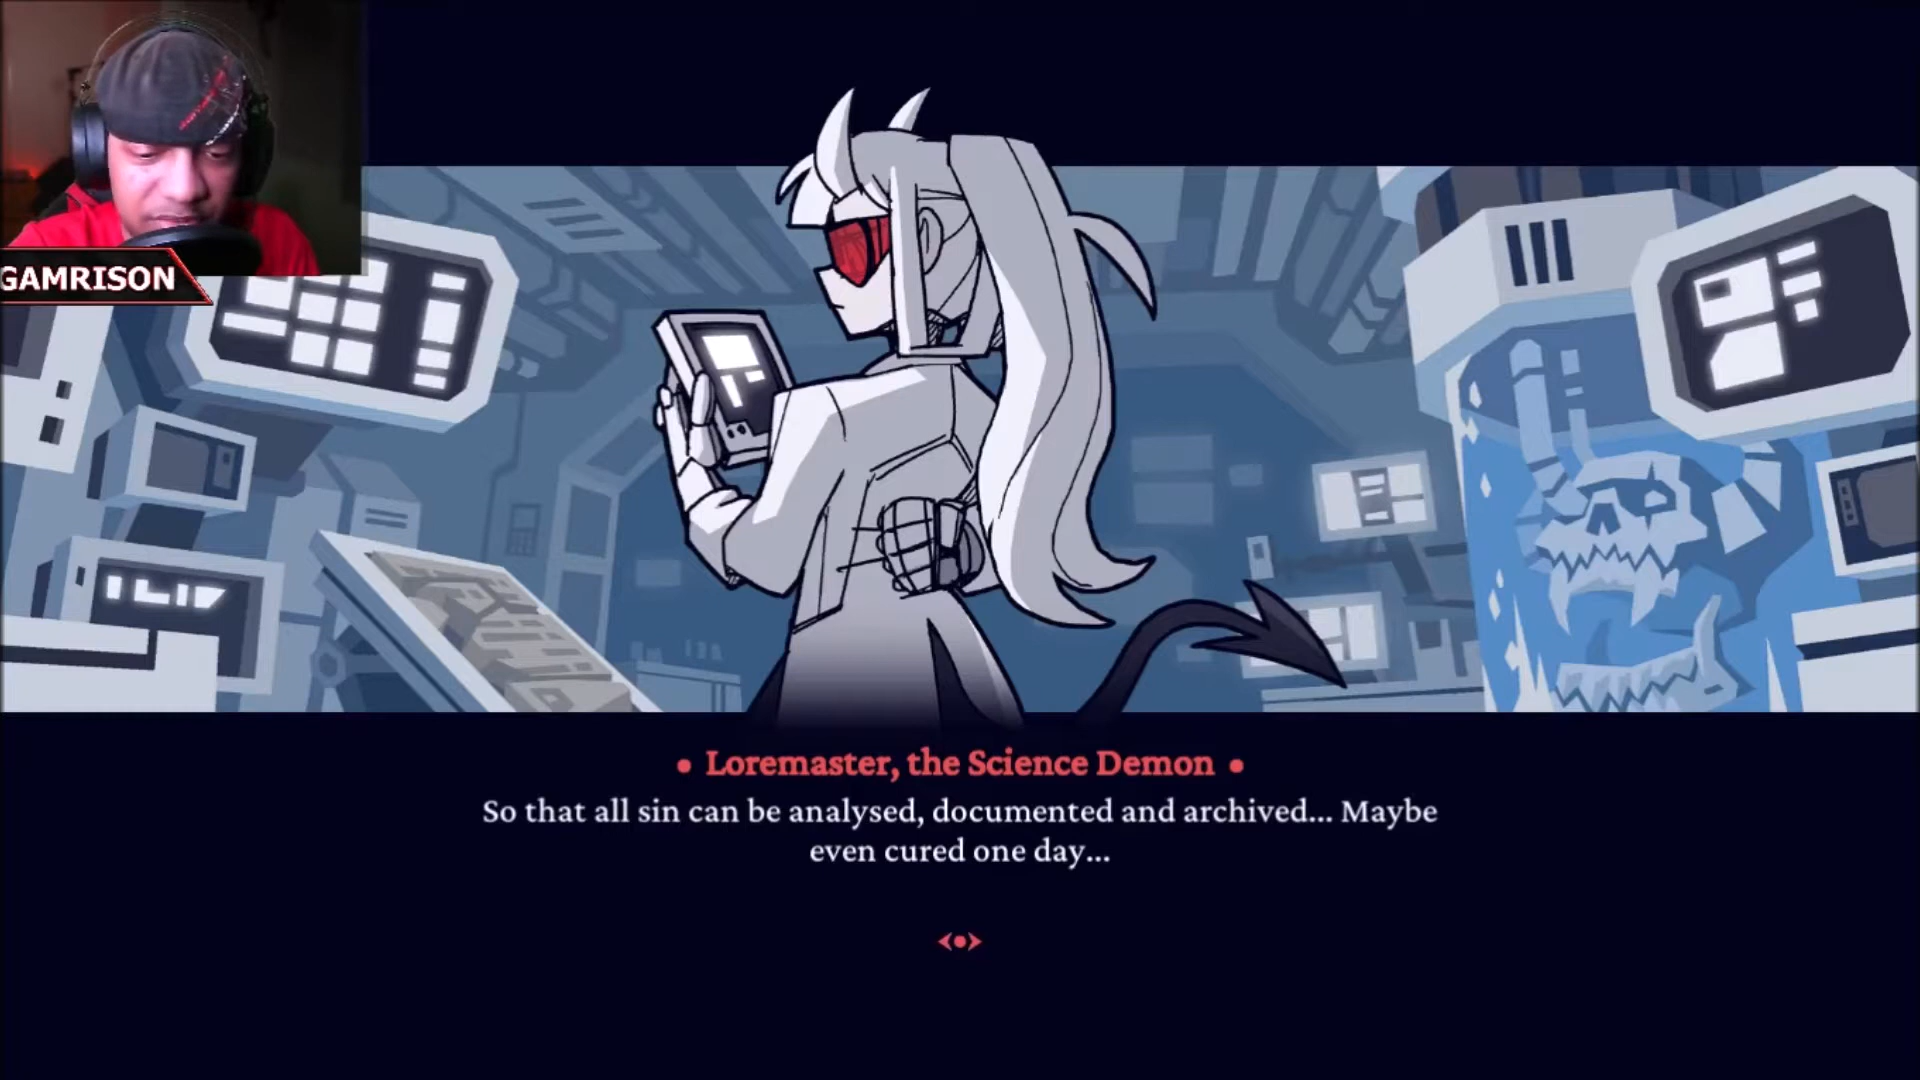 GAMRISON
• Loremaster, the Science Demon •
So that all sin can be analysed, documented and archived... Maybe
even cured one day...